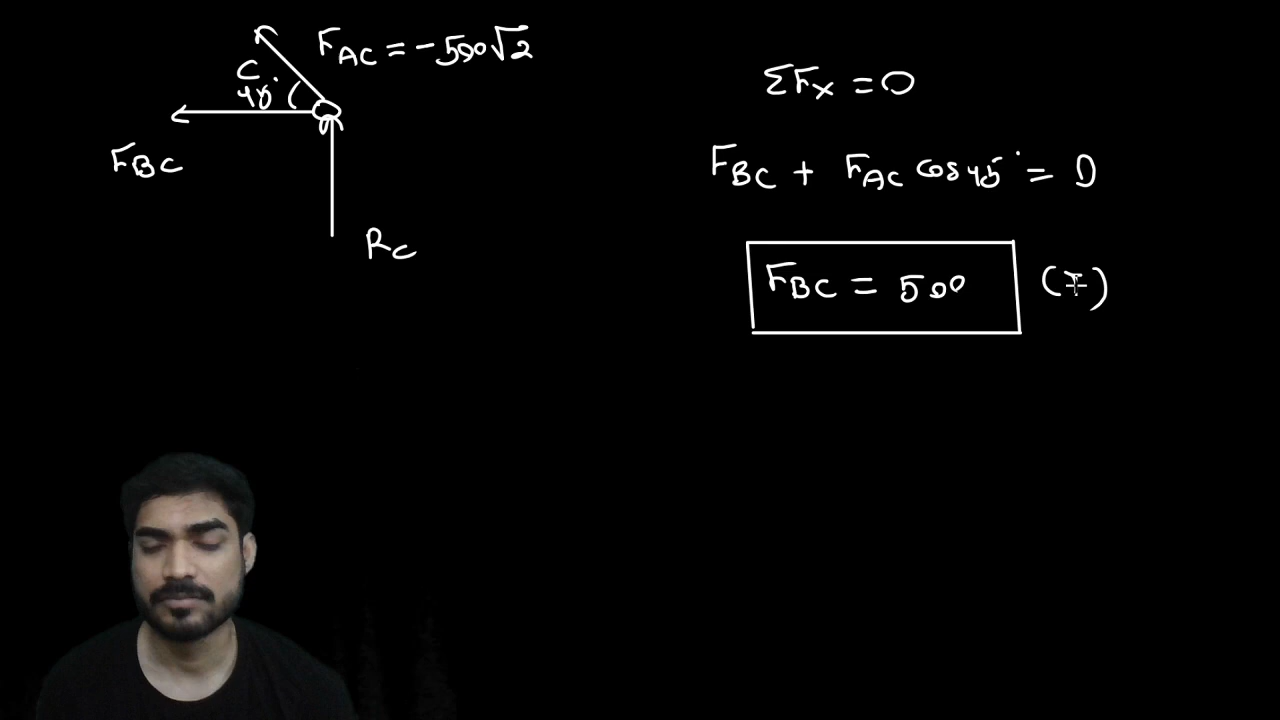 F_AC = -500√2
C
45°
F_BC
R_C
ΣF_x = 0
F_BC + F_AC cos 45° = 0
F_BC = 500 (T)